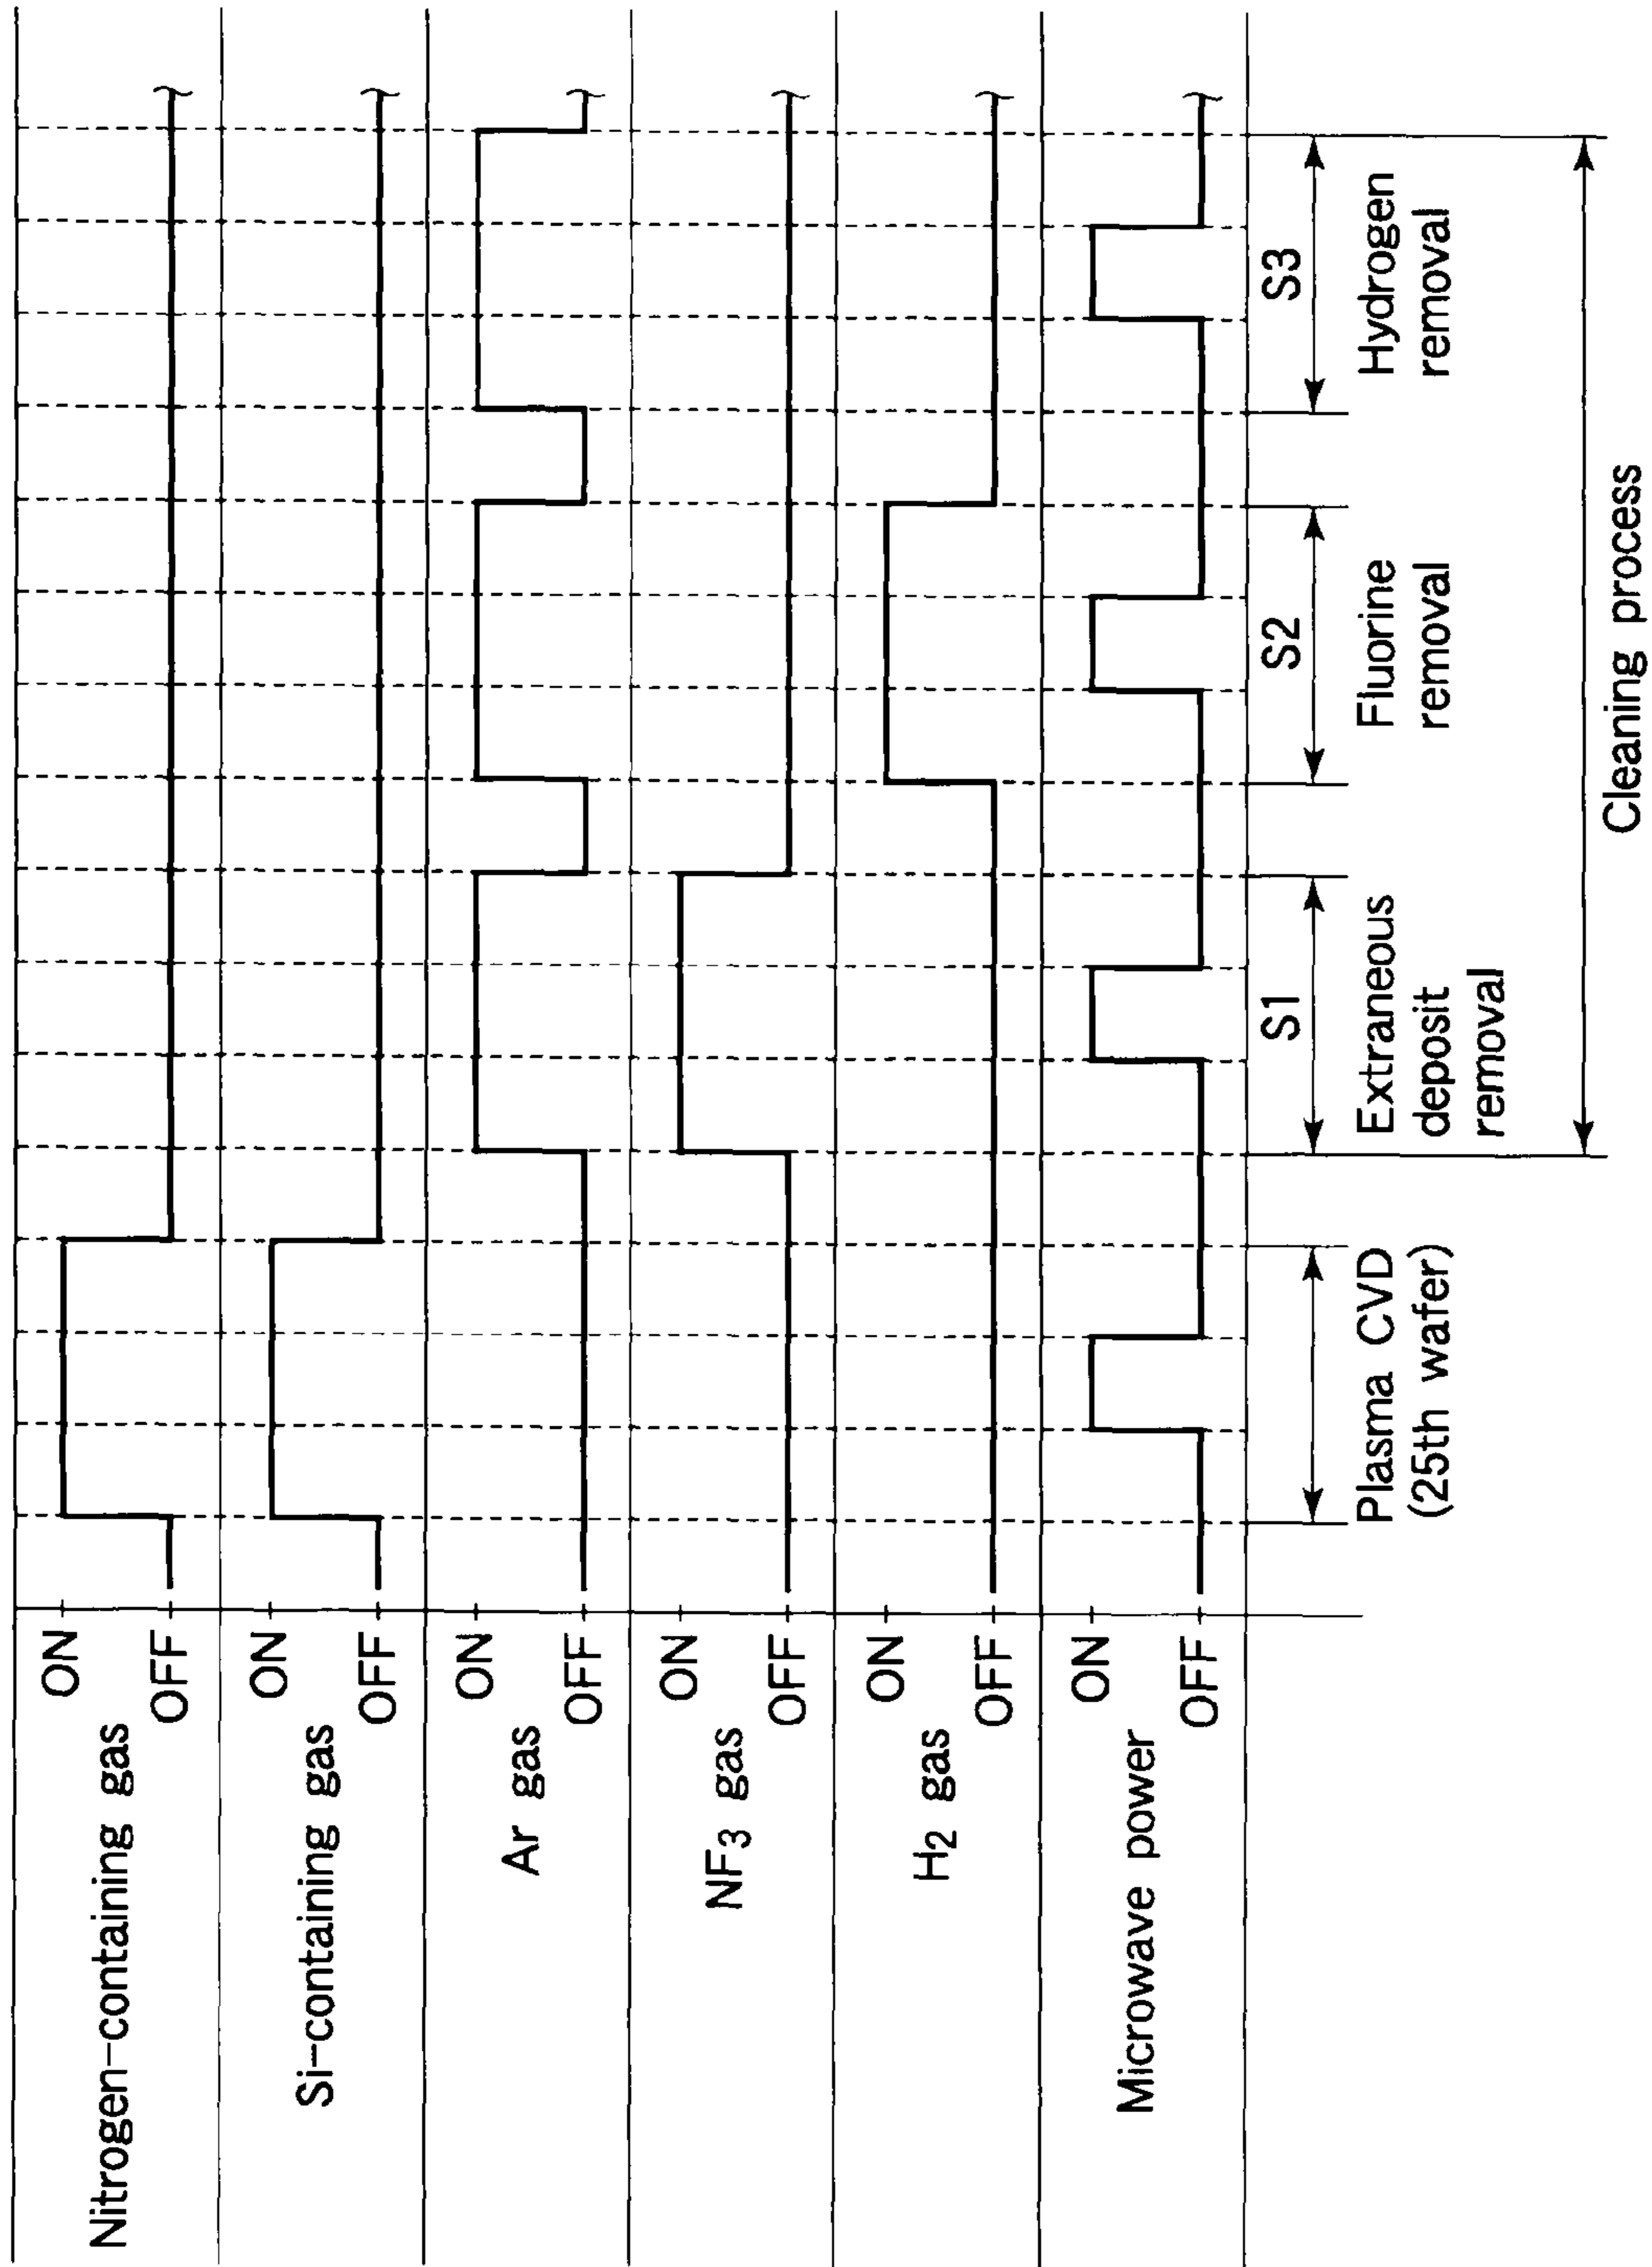 Nitrogen-containing gas
ON
OFF
Si-containing gas
ON
OFF
Ar gas
ON
OFF
NF3 gas
ON
OFF
H2 gas
ON
OFF
Microwave power
ON
OFF
Plasma CVD
(25th wafer)
S1
Extraneous
deposit
removal
S2
Fluorine
removal
S3
Hydrogen
removal
Cleaning process